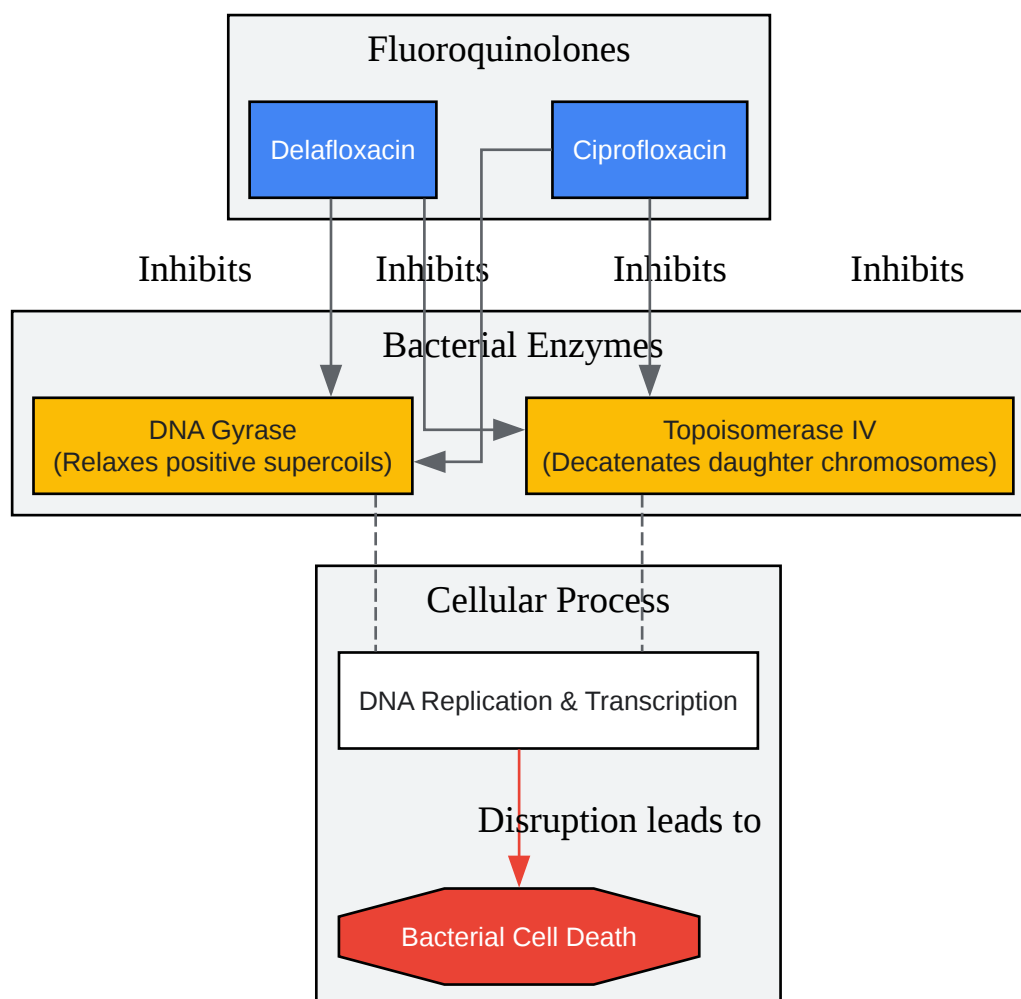 Fluoroquinolones
Delafloxacin
Ciprofloxacin
Inhibits
Inhibits
Inhibits
Inhibits
Bacterial Enzymes
DNA Gyrase
(Relaxes positive supercoils)
Topoisomerase IV
(Decatenates daughter chromosomes)
Cellular Process
DNA Replication & Transcription
Disruption leads to
Bacterial Cell Death